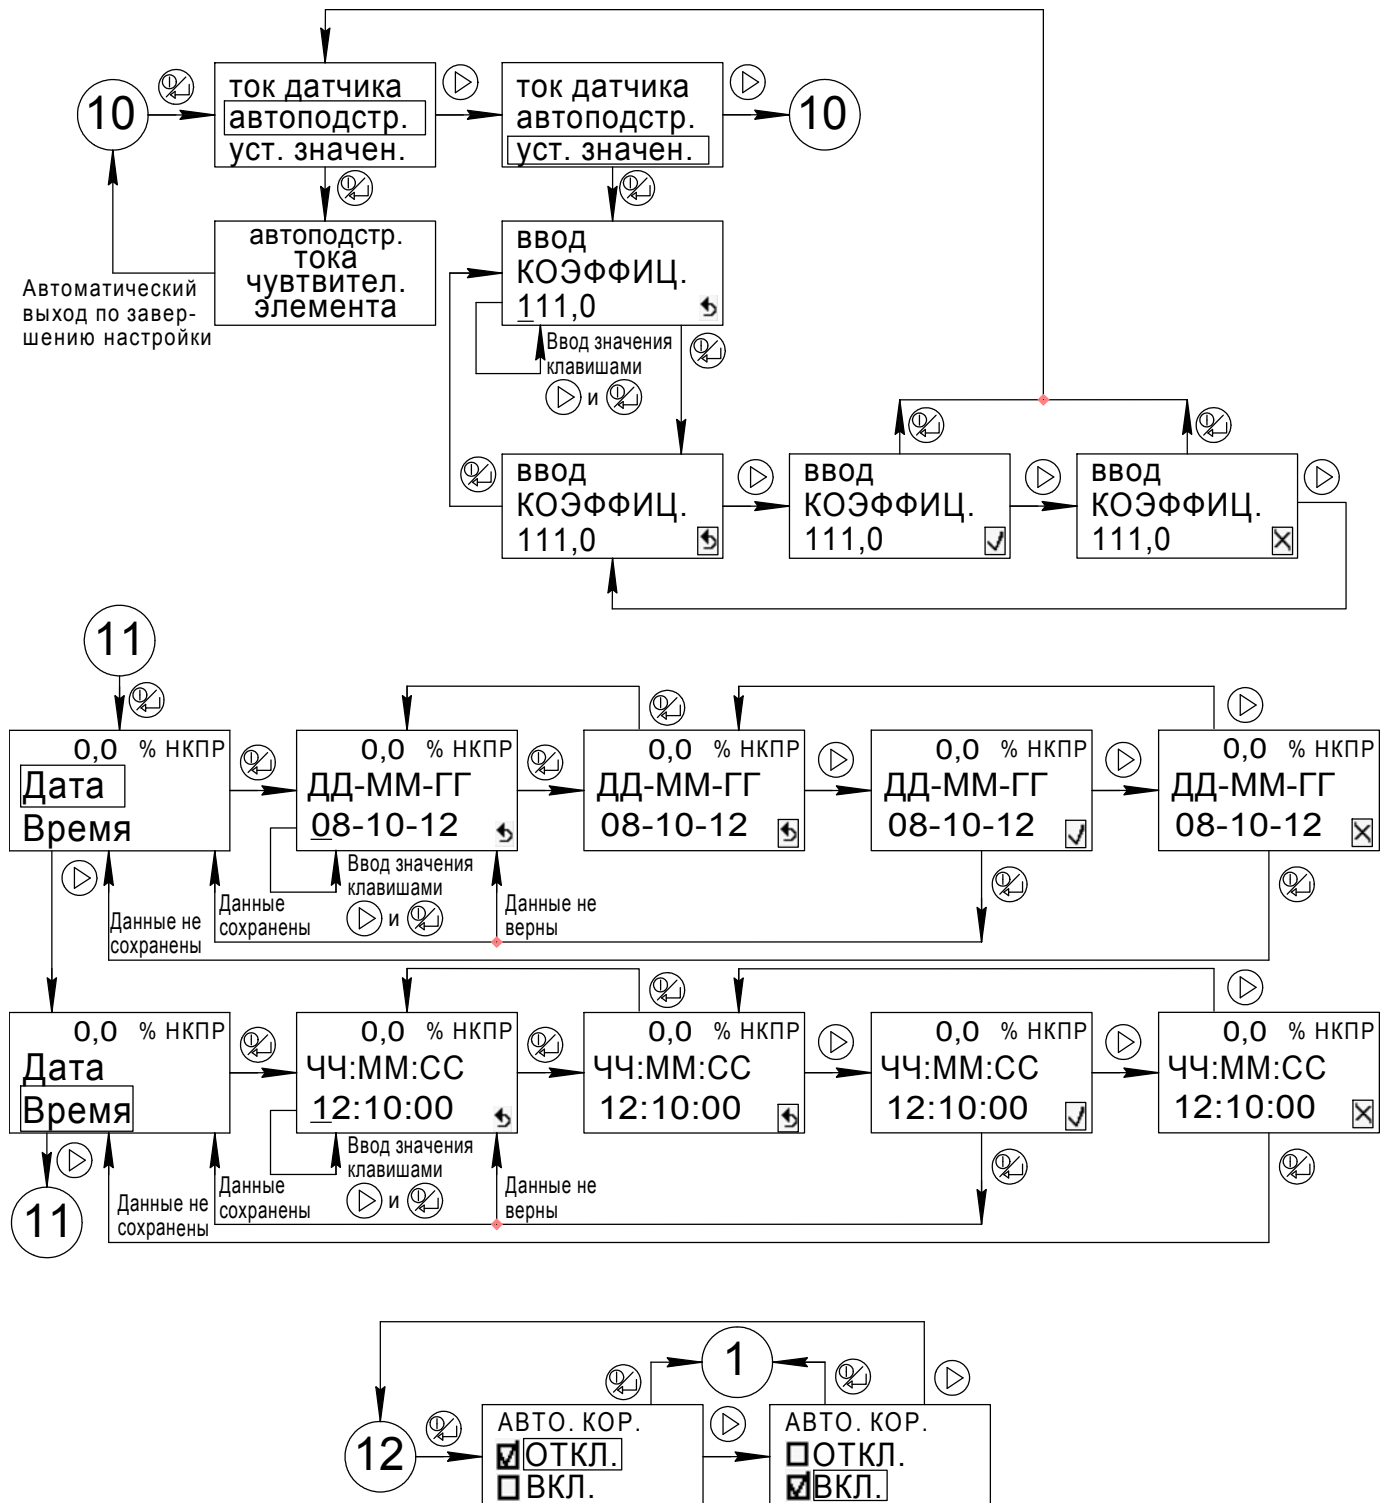 10
ток датчика
автоподстр.
уст. значен.
ток датчика
автоподстр.
уст. значен.
10
автоподстр.
тока
чувтвител.
элемента
Автоматический
выход по завер-
шению настройки
ввод
КОЭФФИЦ.
111,0
Ввод значения
клавишами
и
ввод
КОЭФФИЦ.
111,0
ввод
КОЭФФИЦ.
111,0
ввод
КОЭФФИЦ.
111,0
11
0,0 % НКПР
Дата
Время
0,0 % НКПР
ДД-ММ-ГГ
08-10-12
0,0 % НКПР
ДД-ММ-ГГ
08-10-12
0,0 % НКПР
ДД-ММ-ГГ
08-10-12
0,0 % НКПР
ДД-ММ-ГГ
08-10-12
Данные не
сохранены
Данные
сохранены
Ввод значения
клавишами
и
Данные не
верны
0,0 % НКПР
Дата
Время
0,0 % НКПР
ЧЧ:ММ:СС
12:10:00
0,0 % НКПР
ЧЧ:ММ:СС
12:10:00
0,0 % НКПР
ЧЧ:ММ:СС
12:10:00
0,0 % НКПР
ЧЧ:ММ:СС
12:10:00
11
Данные не
сохранены
Данные
сохранены
Ввод значения
клавишами
и
Данные не
верны
1
12
АВТО. КОР.
ОТКЛ.
ВКЛ.
АВТО. КОР.
ОТКЛ.
ВКЛ.